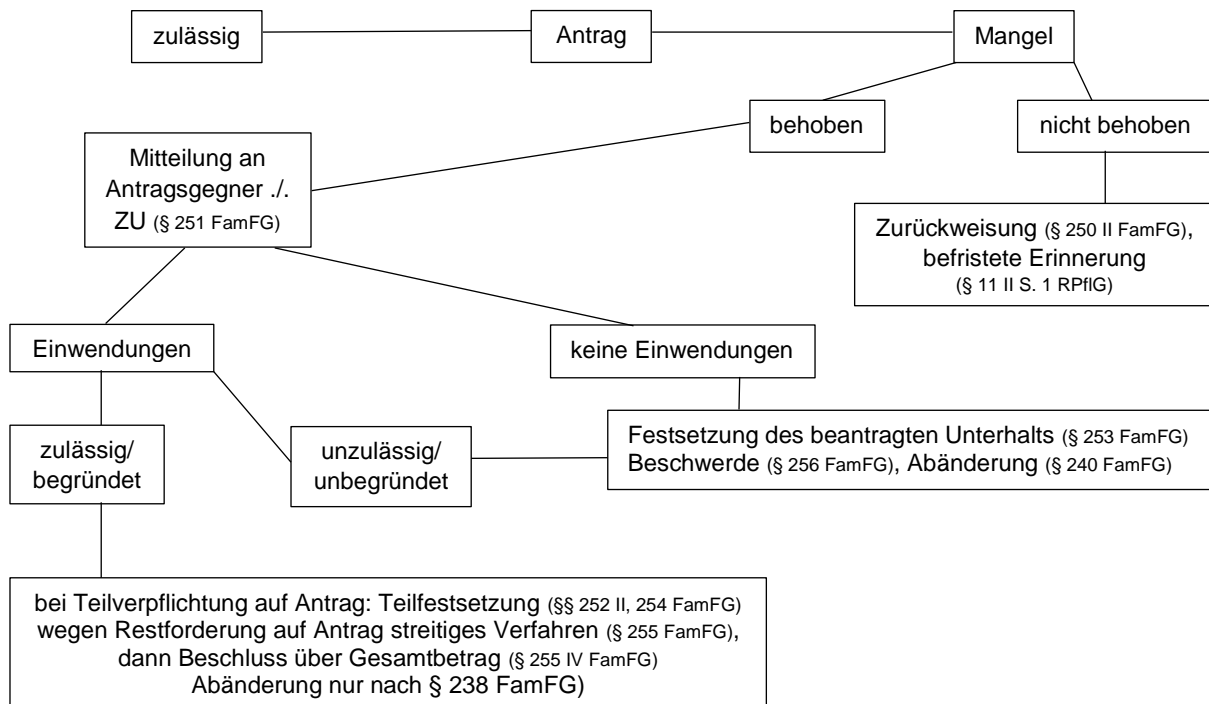 zulässig
Antrag
Mangel
behoben
nicht behoben
Mitteilung an
Antragsgegner ./.
ZU (§ 251 FamFG)
Zurückweisung (§ 250 II FamFG),
befristete Erinnerung
(§ 11 II S. 1 RPflG)
Einwendungen
keine Einwendungen
zulässig/
begründet
unzulässig/
unbegründet
Festsetzung des beantragten Unterhalts (§ 253 FamFG)
Beschwerde (§ 256 FamFG), Abänderung (§ 240 FamFG)
bei Teilverpflichtung auf Antrag: Teilfestsetzung (§§ 252 II, 254 FamFG)
wegen Restforderung auf Antrag streitiges Verfahren (§ 255 FamFG),
dann Beschluss über Gesamtbetrag (§ 255 IV FamFG)
Abänderung nur nach § 238 FamFG)